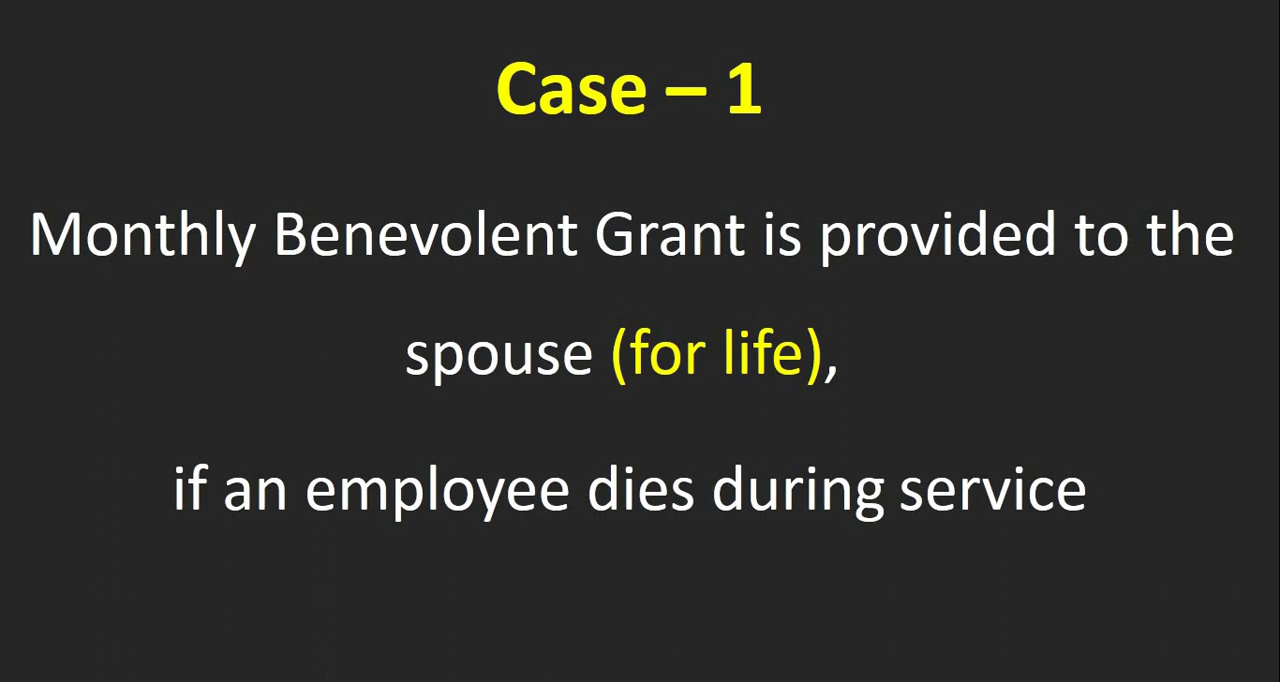 Case – 1
Monthly Benevolent Grant is provided to the
spouse (for life),
if an employee dies during service